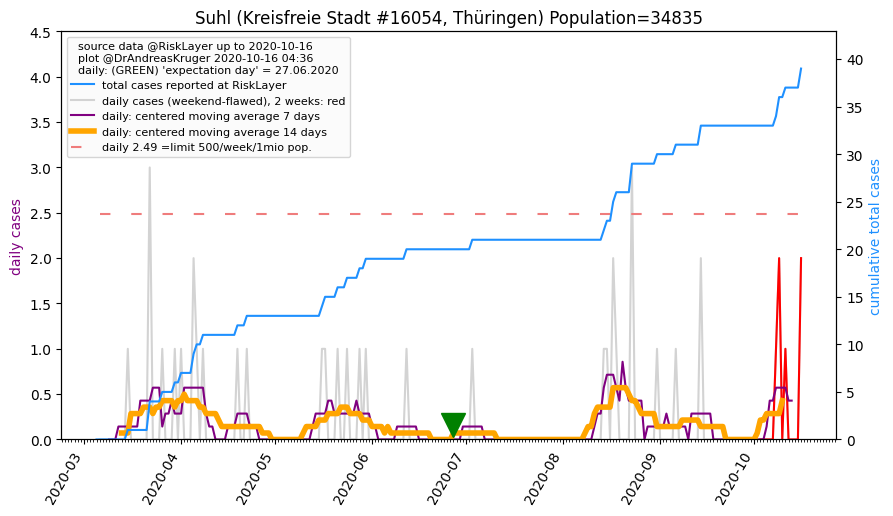 Suhl (Kreisfreie Stadt #16054, Thüringen) Population=34835
source data @RiskLayer up to 2020-10-16
plot @DrAndreasKruger 2020-10-16 04:36
daily: (GREEN) 'expectation day' = 27.06.2020
total cases reported at RiskLayer
daily cases (weekend-flawed), 2 weeks: red
daily: centered moving average 7 days
daily: centered moving average 14 days
daily 2.49 =limit 500/week/1mio pop.
daily cases
4.5
4.0
3.5
3.0
2.5
2.0
1.5
1.0
0.5
0.0
cumulative total cases
40
35
30
25
20
15
10
5
0
2020-03
2020-04
2020-05
2020-06
2020-07
2020-08
2020-09
2020-10